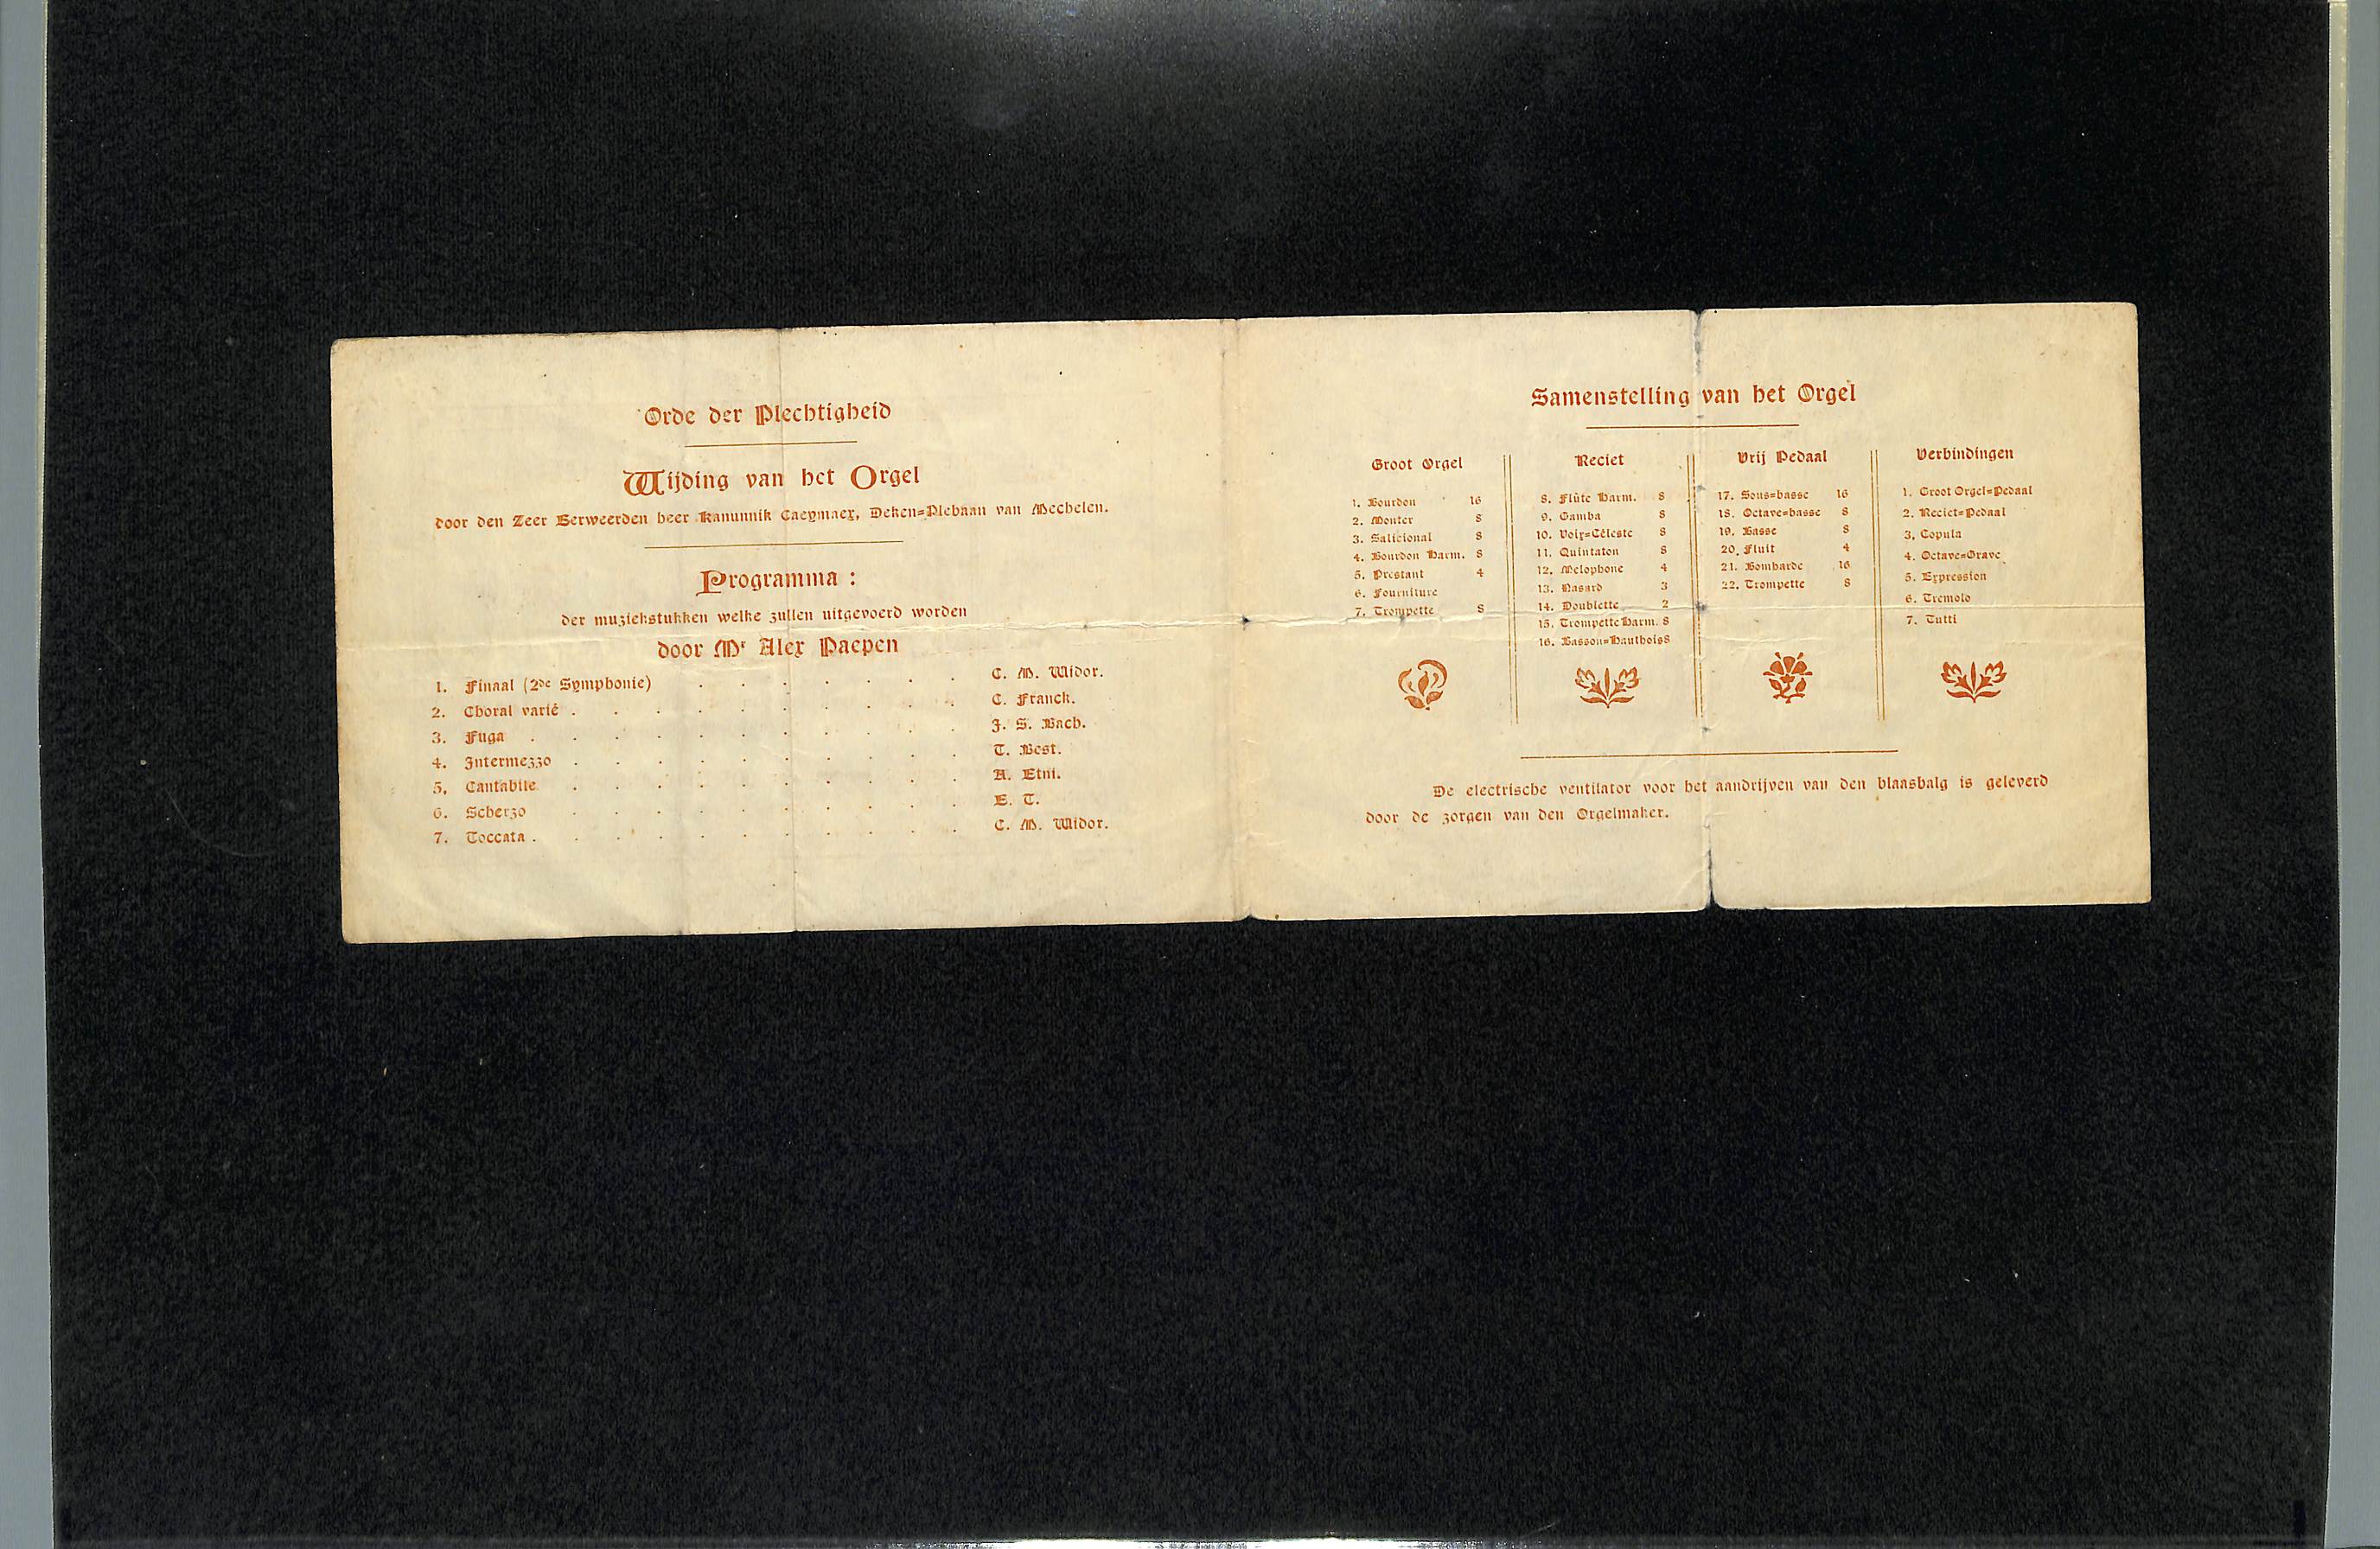 Orde der Plechtigheid
Wijding van het Orgel
door den Zeer Eerweerden heer Kanunnik Caeymaex, Deken=Plebaan van Mechelen.
Programma :
der muziekstukken welke zullen uitgevoerd worden
door Mr Alex Paepen
1. Finaal (2de Symphonie) . . . . . . . C. M. Widor.
2. Choral varié . . . . . . . . . . C. Franck.
3. Fuga . . . . . . . . . . . J. S. Bach.
4. Intermezzo . . . . . . . . . . T. Best.
5. Cantabile . . . . . . . . . . A. Etni.
6. Scherzo . . . . . . . . . . E. T.
7. Toccata . . . . . . . . . . . C. M. Widor.
Samenstelling van het Orgel
Groot Orgel
1. Bourdon 16
2. Monter 8
3. Salicional 8
4. Bourdon Harm. 8
5. Prestant 4
6. Fourniture
7. Trompette 8
Reciet
8. Flûte Harm. 8
9. Gamba 8
10. Voix=Céleste 8
11. Quintaton 8
12. Melophone 4
13. Nasard 3
14. Doublette 2
15. Trompette Harm. 8
16. Basson=Hauthois8
Vrij Pedaal
17. Sous=basse 16
18. Octave=basse 8
19. Basse 8
20. Fluit 4
21. Bombarde 16
22. Trompette 8
Verbindingen
1. Groot Orgel=Pedaal
2. Reciet=Pedaal
3. Copula
4. Octave=Grave
5. Expression
6. Tremolo
7. Tutti
De electrische ventilator voor het aandrijven van den blaasbalg is geleverd
door de zorgen van den Orgelmaker.